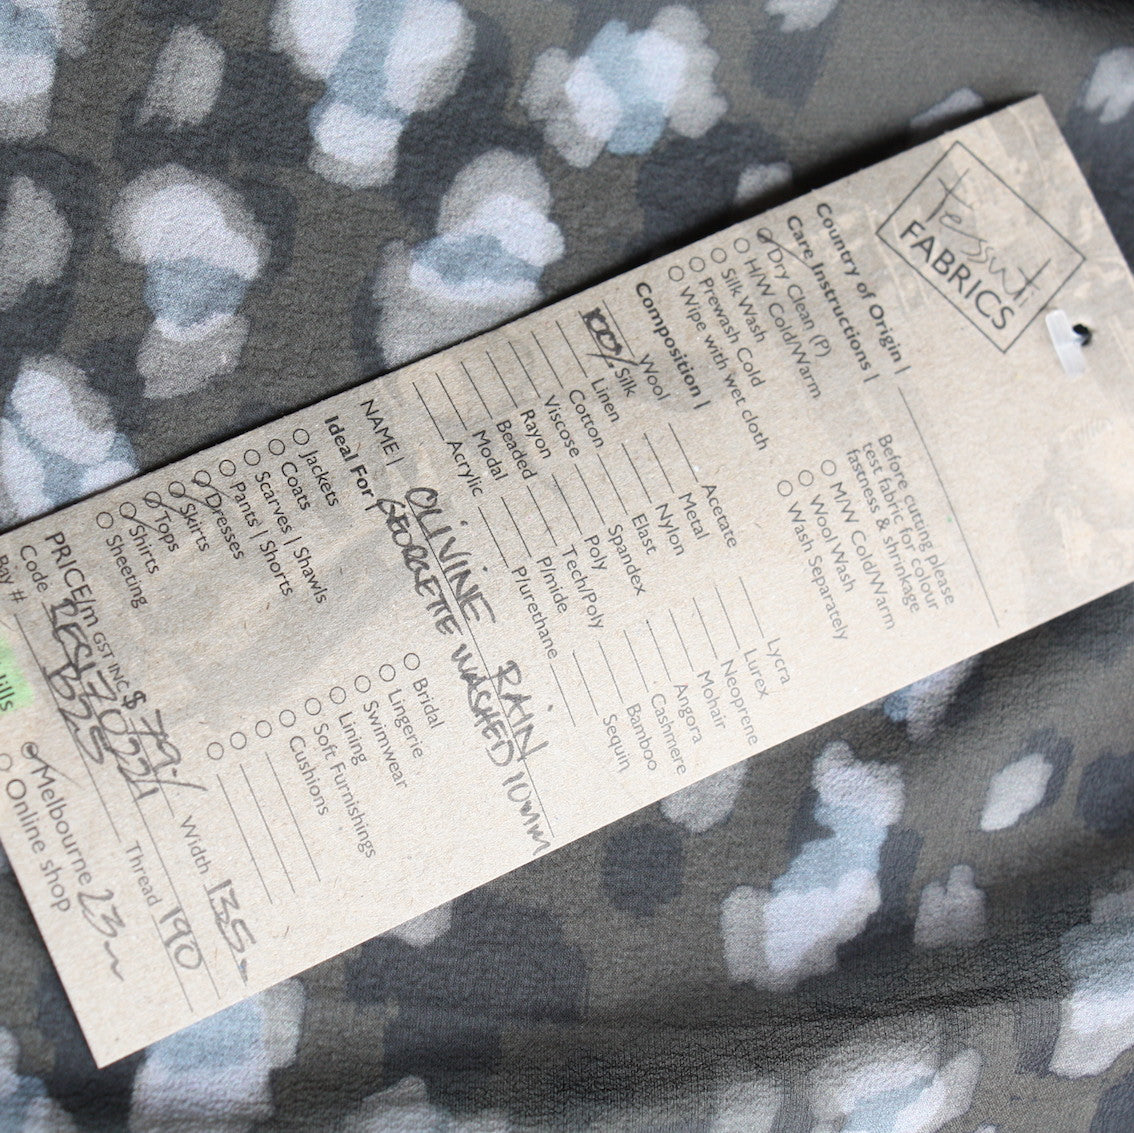 Tessuti
FABRICS
Country of Origin |
Care Instructions |
Dry Clean (P)
H/W Cold/Warm
Silk Wash
Prewash Cold
Wipe with wet cloth
Before cutting please
test fabric for colour
fastness & shrinkage
M/W Cold/Warm
Wool Wash
Wash Separately
Composition |
Wool
100% Silk
Linen
Cotton
Viscose
Rayon
Beaded
Modal
Acrylic
Acetate
Metal
Nylon
Elast
Spandex
Poly
Tech/Poly
P/mide
P/urethane
Lycra
Lurex
Neoprene
Mohair
Angora
Cashmere
Bamboo
Sequin
NAME | OLIVINE RAIN
GEORGETTE WASHED 10mm
Ideal For |
Jackets
Coats
Scarves | Shawls
Pants | Shorts
Dresses
Skirts
Tops
Shirts
Sheeting
Bridal
Lingerie
Swimwear
Lining
Soft Furnishings
Cushions
PRICE/m GST INC $ 79./ Width 135
Code DESI70221 Thread 190
Bay # B25
Melbourne 23m
Online shop